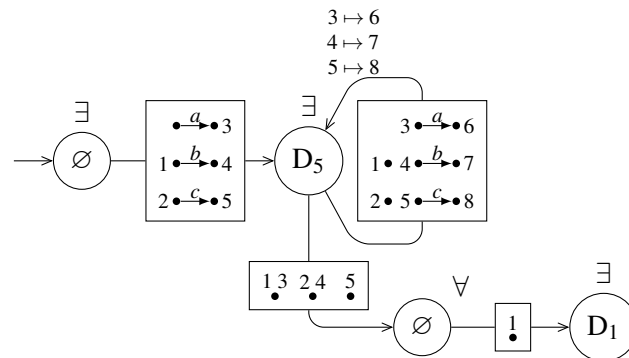 3 ↦ 6
4 ↦ 7
5 ↦ 8
∃ ∃
a 3 3 a 6
∅ 1 b 4 D₅ 1 4 b 7
2 c 5 2 5 c 8
1 3 2 4 5
∀ ∃
∅ 1 D₁